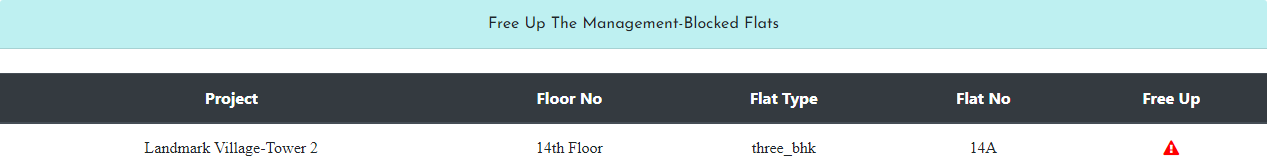 Free Up The Management-Blocked Flats
Project Floor No Flat Type Flat No Free Up
Landmark Village-Tower 2 14th Floor three_bhk 14A